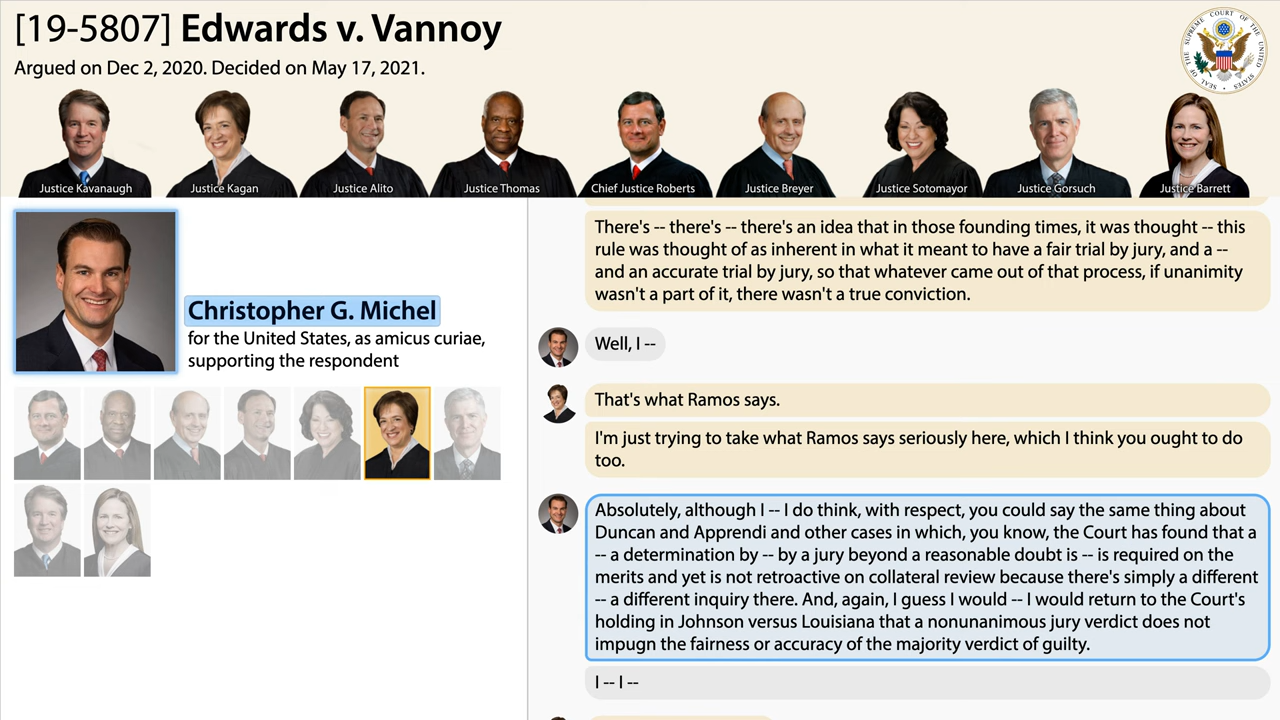 [19-5807] Edwards v. Vannoy
Argued on Dec 2, 2020. Decided on May 17, 2021.
SEAL OF THE SUPREME COURT OF THE UNITED STATES
Justice Kavanaugh
Justice Kagan
Justice Alito
Justice Thomas
Chief Justice Roberts
Justice Breyer
Justice Sotomayor
Justice Gorsuch
Justice Barrett
Christopher G. Michel
for the United States, as amicus curiae,
supporting the respondent
There's -- there's -- there's an idea that in those founding times, it was thought -- this
rule was thought of as inherent in what it meant to have a fair trial by jury, and a --
and an accurate trial by jury, so that whatever came out of that process, if unanimity
wasn't a part of it, there wasn't a true conviction.
Well, I --
That's what Ramos says.
I'm just trying to take what Ramos says seriously here, which I think you ought to do
too.
Absolutely, although I -- I do think, with respect, you could say the same thing about
Duncan and Apprendi and other cases in which, you know, the Court has found that a
-- a determination by -- by a jury beyond a reasonable doubt is -- is required on the
merits and yet is not retroactive on collateral review because there's simply a different
-- a different inquiry there. And, again, I guess I would -- I would return to the Court's
holding in Johnson versus Louisiana that a nonunanimous jury verdict does not
impugn the fairness or accuracy of the majority verdict of guilty.
I -- I --